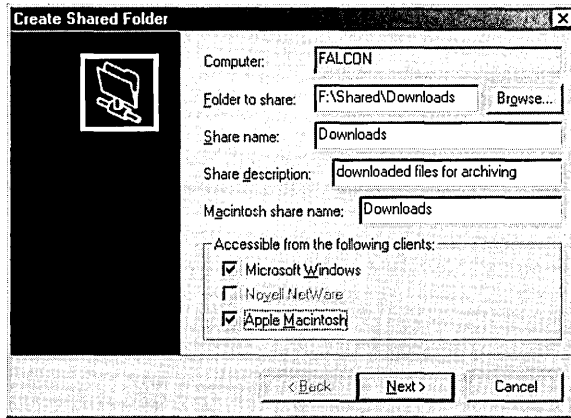 Create Shared Folder
Computer: FALCON
Folder to share: F:\Shared\Downloads Browse...
Share name: Downloads
Share description: downloaded files for archiving
Macintosh share name: Downloads
Accessible from the following clients:
Microsoft Windows
Novell NetWare
Apple Macintosh
< Back Next > Cancel